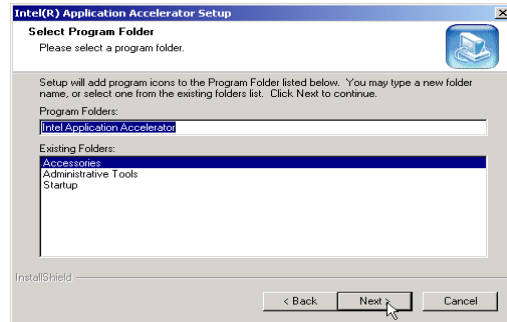 Intel(R) Application Accelerator Setup
Select Program Folder
Please select a program folder.
Setup will add program icons to the Program Folder listed below. You may type a new folder
name, or select one from the existing folders list. Click Next to continue.
Program Folders:
Intel Application Accelerator
Existing Folders:
Accessories
Administrative Tools
Startup
InstallShield
< Back Next > Cancel